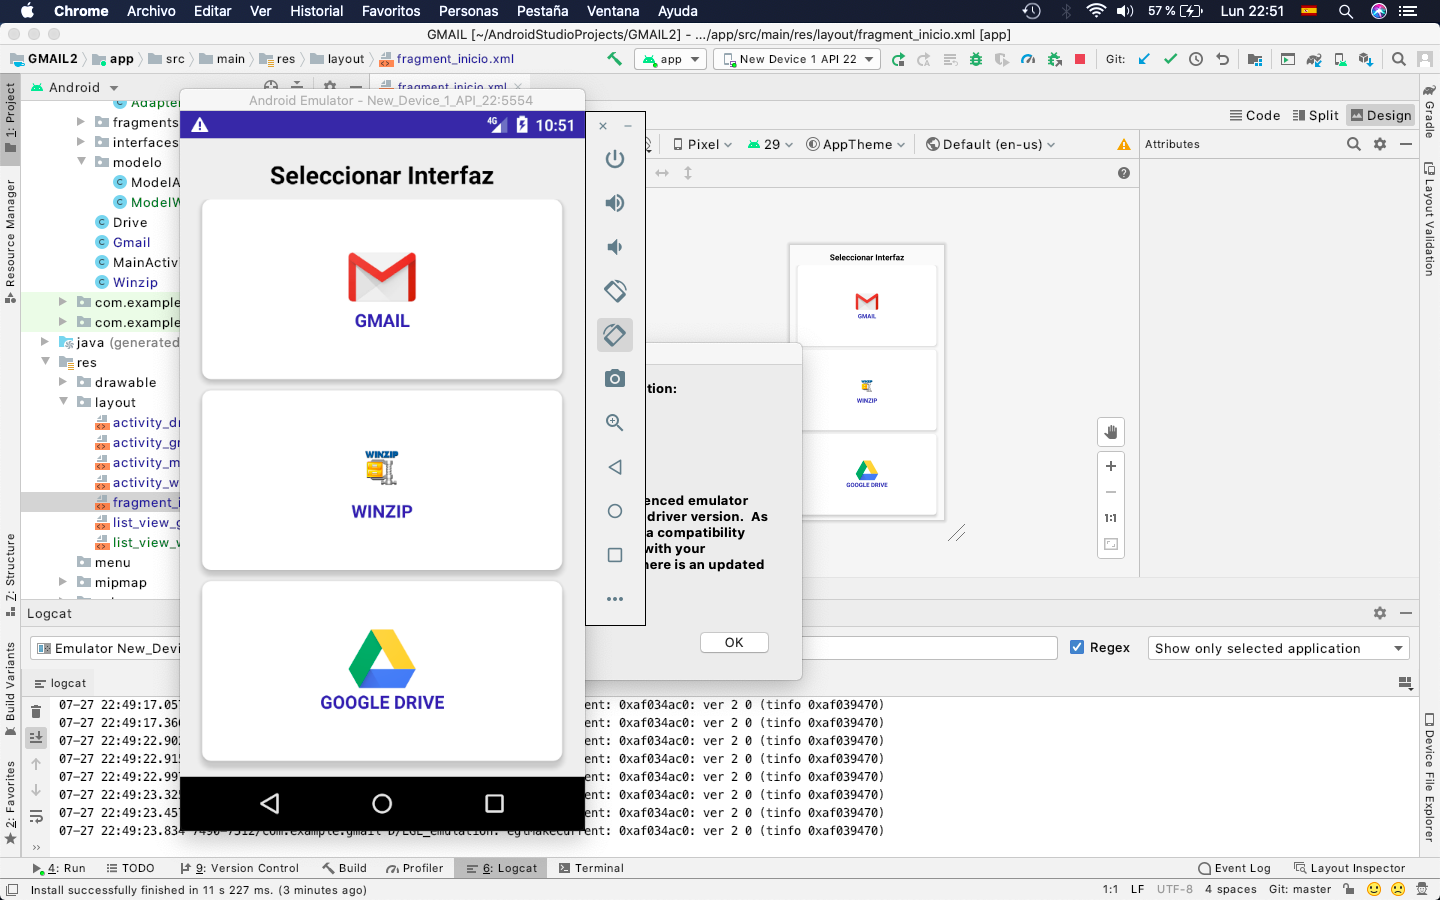 Chrome Archivo Editar Ver Historial Favoritos Personas Pestaña Ventana Ayuda 57 % Lun 22:51
GMAIL [~/AndroidStudioProjects/GMAIL2] - .../app/src/main/res/layout/fragment_inicio.xml [app]
GMAIL2 app src main res layout fragment_inicio.xml app New Device 1 API 22 Git:
Android fragment_inicio.xml
Android Emulator - New_Device_1_API_22:5554
Code Split Design
4G 10:51
Pixel 29 AppTheme Default (en-us) Attributes
Seleccionar Interfaz
GMAIL
WINZIP
WINZIP
GOOGLE DRIVE
Adapte
fragments
interfaces
modelo
ModelA
ModelW
Drive
Gmail
MainActiv
Winzip
com.example
com.example
java (generated
res
drawable
layout
activity_d
activity_g
activity_m
activity_w
fragment_i
list_view_g
list_view_w
menu
mipmap
1: Project
Resource Manager
Z: Structure
Build Variants
2: Favorites
Seleccionar Interfaz
GMAIL
WINZIP
GOOGLE DRIVE
1:1
tion:
enced emulator
driver version. As
a compatibility
with your
here is an updated
OK
Gradle
Layout Validation
Device File Explorer
Logcat
Emulator New_Devi Regex Show only selected application
logcat
07-27 22:49:17.057 ent: 0xaf034ac0: ver 2 0 (tinfo 0xaf039470)
07-27 22:49:17.360 ent: 0xaf034ac0: ver 2 0 (tinfo 0xaf039470)
07-27 22:49:22.902 ent: 0xaf034ac0: ver 2 0 (tinfo 0xaf039470)
07-27 22:49:22.915 ent: 0xaf034ac0: ver 2 0 (tinfo 0xaf039470)
07-27 22:49:22.997 ent: 0xaf034ac0: ver 2 0 (tinfo 0xaf039470)
07-27 22:49:23.325 ent: 0xaf034ac0: ver 2 0 (tinfo 0xaf039470)
07-27 22:49:23.457 ent: 0xaf034ac0: ver 2 0 (tinfo 0xaf039470)
07-27 22:49:23.834 7490-7512/com.example.gmail D/EGL_emulation: eglMakeCurrent: 0xaf034ac0: ver 2 0 (tinfo 0xaf039470)
4: Run TODO 9: Version Control Build Profiler 6: Logcat Terminal Event Log Layout Inspector
Install successfully finished in 11 s 227 ms. (3 minutes ago) 1:1 LF UTF-8 4 spaces Git: master